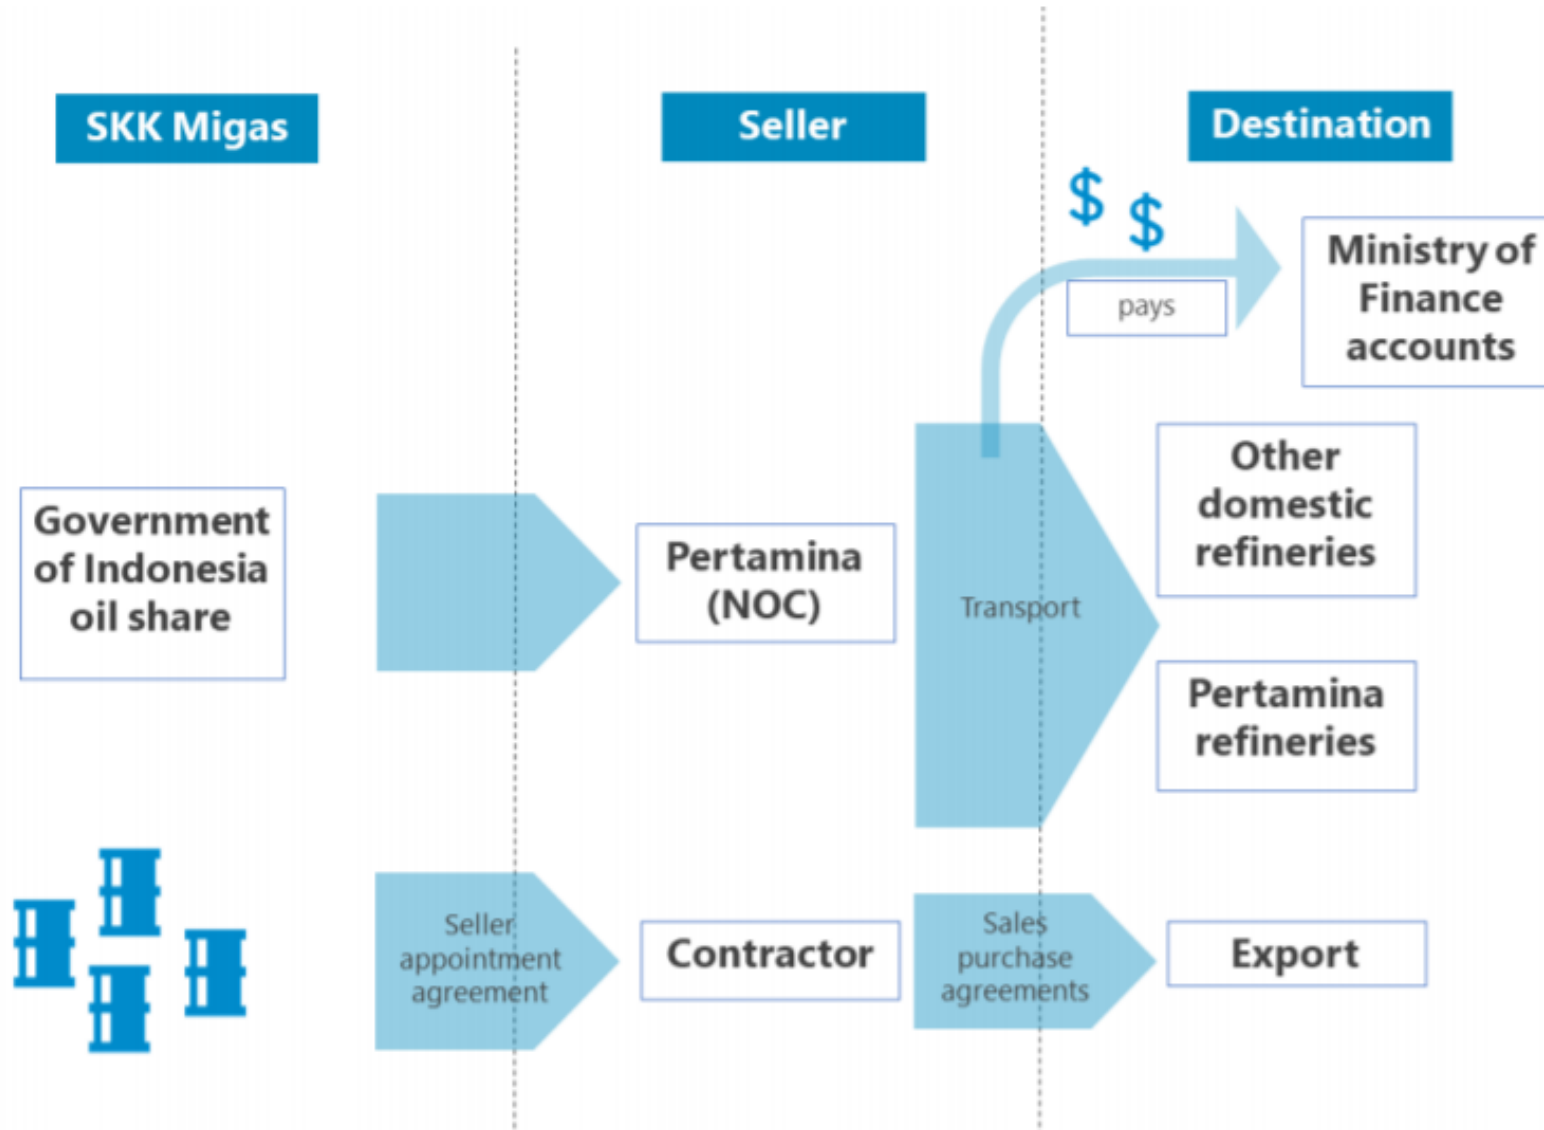 SKK Migas
Seller
Destination
$ $
pays
Ministry of
Finance
accounts
Government
of Indonesia
oil share
Pertamina
(NOC)
Transport
Other
domestic
refineries
Pertamina
refineries
Seller
appointment
agreement
Contractor
Sales
purchase
agreements
Export